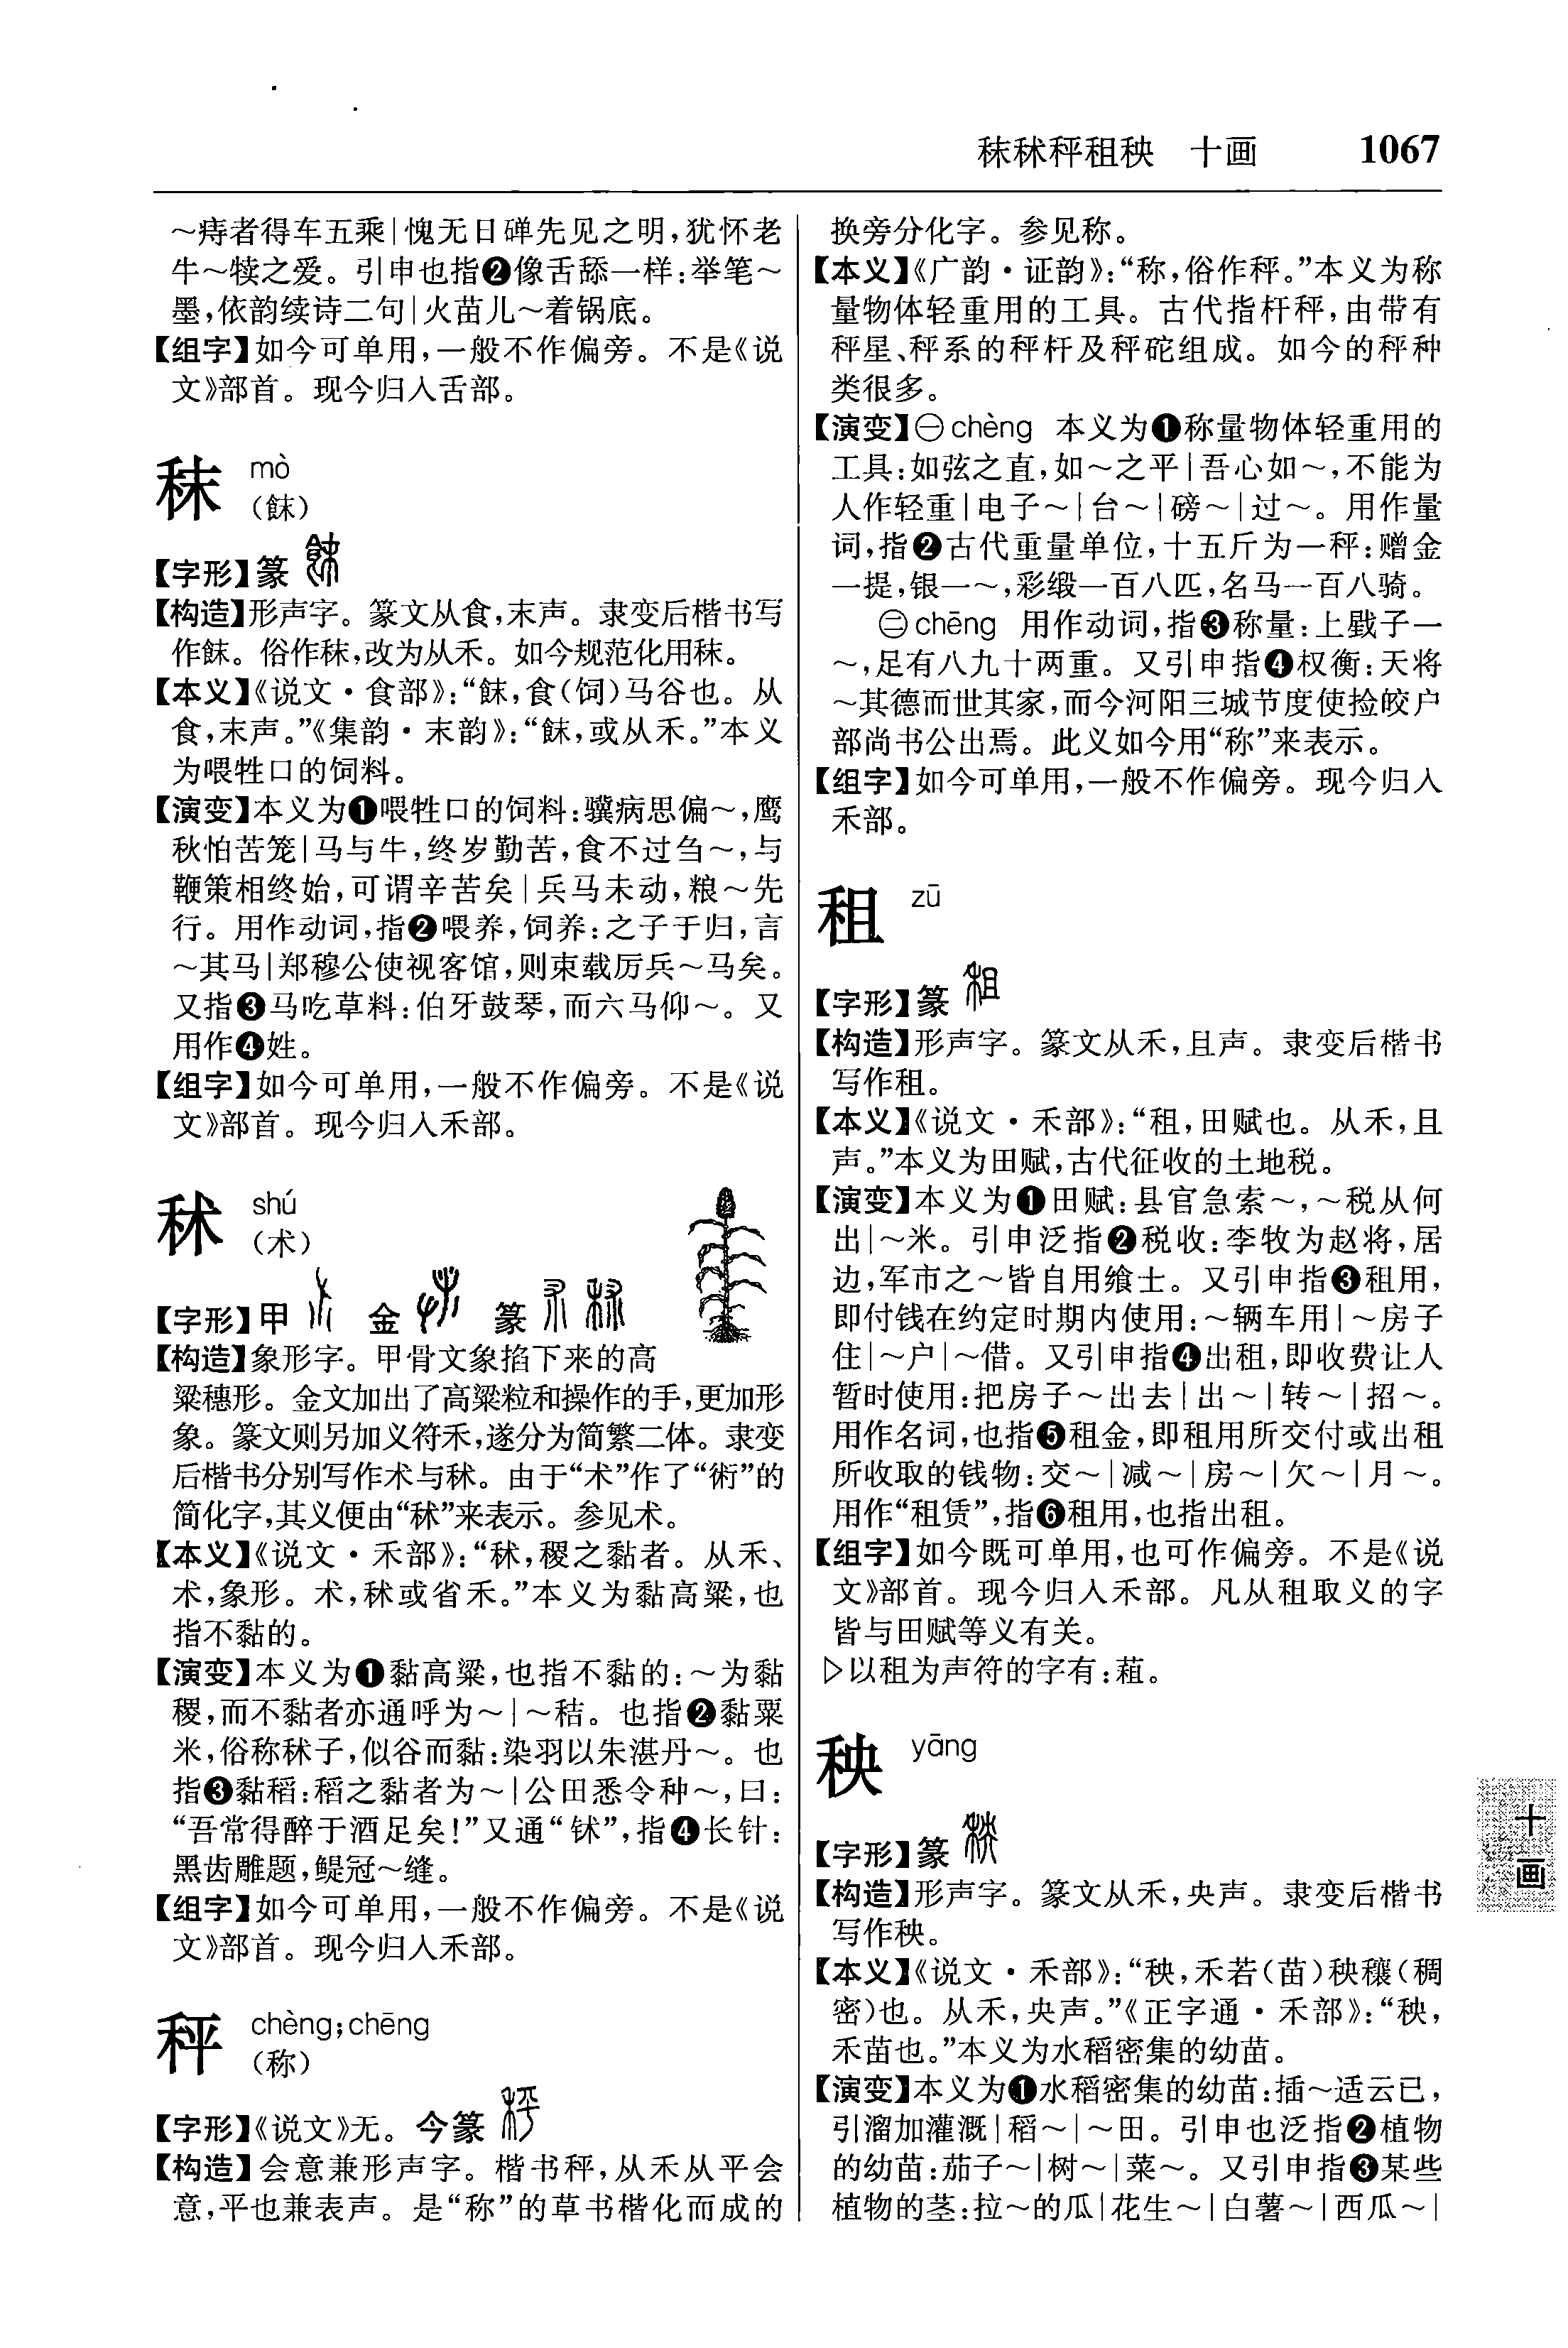 秣秫秤租秧 十画 1067
～痔者得车五乘|愧无日䃅先见之明,犹怀老
牛～犊之爱。引申也指❷像舌舔一样:举笔～
墨,依韵续诗二句|火苗儿～着锅底。
【组字】如今可单用,一般不作偏旁。不是《说
文》部首。现今归入舌部。
秣 mò
(䬴)
【字形】篆
【构造】形声字。篆文从食,末声。隶变后楷书写
作䬴。俗作秣,改为从禾。如今规范化用秣。
【本义】《说文·食部》:“䬴,食(饲)马谷也。从
食,末声。”《集韵·末韵》:“䬴,或从禾。”本义
为喂牲口的饲料。
【演变】本义为❶喂牲口的饲料:骥病思偏～,鹰
秋怕苦笼|马与牛,终岁勤苦,食不过刍～,与
鞭策相终始,可谓辛苦矣|兵马未动,粮～先
行。用作动词,指❷喂养,饲养:之子于归,言
～其马|郑穆公使视客馆,则束载厉兵～马矣。
又指❸马吃草料:伯牙鼓琴,而六马仰～。又
用作❹姓。
【组字】如今可单用,一般不作偏旁。不是《说
文》部首。现今归入禾部。
秫 shú
(术)
【字形】甲 金 篆
【构造】象形字。甲骨文象掐下来的高
粱穗形。金文加出了高粱粒和操作的手,更加形
象。篆文则另加义符禾,遂分为简繁二体。隶变
后楷书分别写作术与秫。由于“术”作了“術”的
简化字,其义便由“秫”来表示。参见术。
【本义】《说文·禾部》:“秫,稷之黏者。从禾、
术,象形。术,秫或省禾。”本义为黏高粱,也
指不黏的。
【演变】本义为❶黏高粱,也指不黏的:～为黏
稷,而不黏者亦通呼为～|～秸。也指❷黏粟
米,俗称秫子,似谷而黏:染羽以朱湛丹～。也
指❸黏稻:稻之黏者为～|公田悉令种～,曰:
“吾常得醉于酒足矣!”又通“鉥”,指❹长针:
黑齿雕题,鳀冠～缝。
【组字】如今可单用,一般不作偏旁。不是《说
文》部首。现今归入禾部。
秤 chèng;chēng
(称)
【字形】《说文》无。今篆
【构造】会意兼形声字。楷书秤,从禾从平会
意,平也兼表声。是“称”的草书楷化而成的
换旁分化字。参见称。
【本义】《广韵·证韵》:“称,俗作秤。”本义为称
量物体轻重用的工具。古代指杆秤,由带有
秤星、秤系的秤杆及秤砣组成。如今的秤种
类很多。
【演变】㊀chèng 本义为❶称量物体轻重用的
工具:如弦之直,如～之平|吾心如～,不能为
人作轻重|电子～|台～|磅～|过～。用作量
词,指❷古代重量单位,十五斤为一秤:赠金
一提,银一～,彩缎一百八匹,名马一百八骑。
㊁chēng 用作动词,指❸称量:上戥子一
～,足有八九十两重。又引申指❹权衡:天将
～其德而世其家,而今河阳三城节度使捡皎户
部尚书公出焉。此义如今用“称”来表示。
【组字】如今可单用,一般不作偏旁。现今归入
禾部。
租 zū
【字形】篆
【构造】形声字。篆文从禾,且声。隶变后楷书
写作租。
【本义】《说文·禾部》:“租,田赋也。从禾,且
声。”本义为田赋,古代征收的土地税。
【演变】本义为❶田赋:县官急索～,～税从何
出|～米。引申泛指❷税收:李牧为赵将,居
边,军市之～皆自用飨士。又引申指❸租用,
即付钱在约定时期内使用:～辆车用|～房子
住|～户|～借。又引申指❹出租,即收费让人
暂时使用:把房子～出去|出～|转～|招～。
用作名词,也指❺租金,即租用所交付或出租
所收取的钱物:交～|减～|房～|欠～|月～。
用作“租赁”,指❻租用,也指出租。
【组字】如今既可单用,也可作偏旁。不是《说
文》部首。现今归入禾部。凡从租取义的字
皆与田赋等义有关。
▷以租为声符的字有:蒩。
秧 yāng
【字形】篆
【构造】形声字。篆文从禾,央声。隶变后楷书
写作秧。
【本义】《说文·禾部》:“秧,禾若(苗)秧穰(稠
密)也。从禾,央声。”《正字通·禾部》:“秧,
禾苗也。”本义为水稻密集的幼苗。
【演变】本义为❶水稻密集的幼苗:插～适云已,
引溜加灌溉|稻～|～田。引申也泛指❷植物
的幼苗:茄子～|树～|菜～。又引申指❸某些
植物的茎:拉～的瓜|花生～|白薯～|西瓜～|
十画